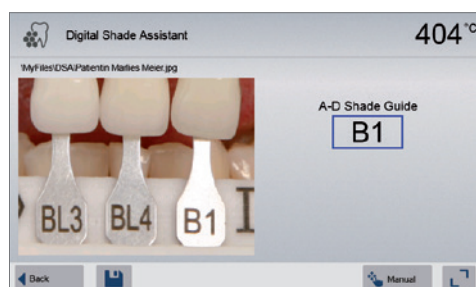 Digital Shade Assistant
404 °C
\MyFiles\DSA\Patientin Marlies Meier.jpg
A-D Shade Guide
B1
BL3
BL4
B1
Back
Manual